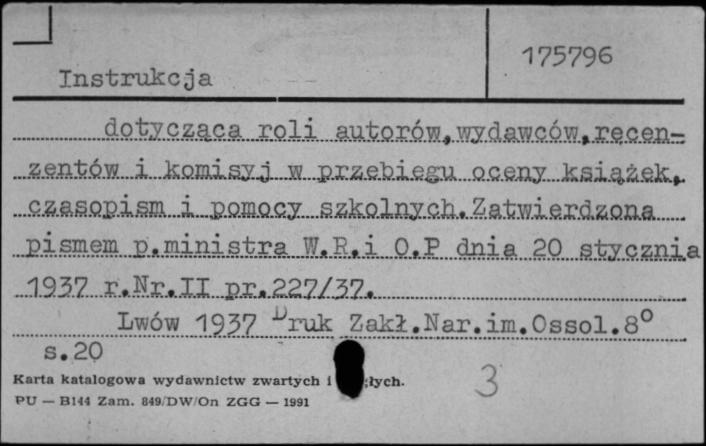 175796
Instrukcja
dotycząca roli autorów,wydawców,recen-
zentów i komisyj w przebiegu oceny książek,
czasopism i pomocy szkolnych.Zatwierdzona
pismem p.ministra W.R.i O.P dnia 20 stycznia
1937 r.Nr.II pr.227/37.
Lwów 1937 Druk Zakł.Nar.im.Ossol.8°
s.20
Karta katalogowa wydawnictw zwartych i
3
PU — B144 Zam. 849/DW/On ZGG — 1991